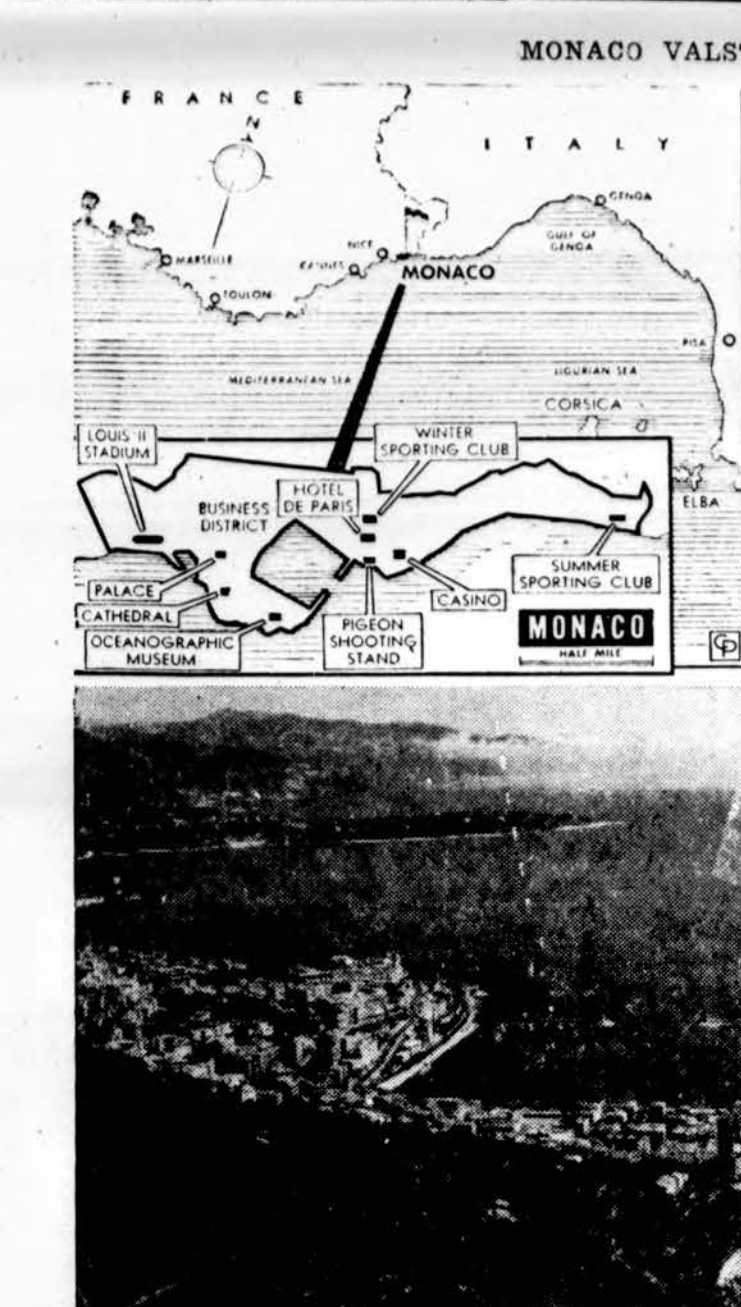 MONACO VALS'
FRANCE
N
ITALY
GENOA
GULF OF
GENOA
MARSEILLE
NICE
CANNES
MONACO
TOULON
PISA
MEDITERRANEAN SEA
LIGURIAN SEA
CORSICA
ELBA
LOUIS II
STADIUM
WINTER
SPORTING CLUB
HOTEL
DE PARIS
BUSINESS
DISTRICT
PALACE
CATHEDRAL
OCEANOGRAPHIC
MUSEUM
PIGEON
SHOOTING
STAND
CASINO
SUMMER
SPORTING CLUB
MONACO
HALF MILE
CP